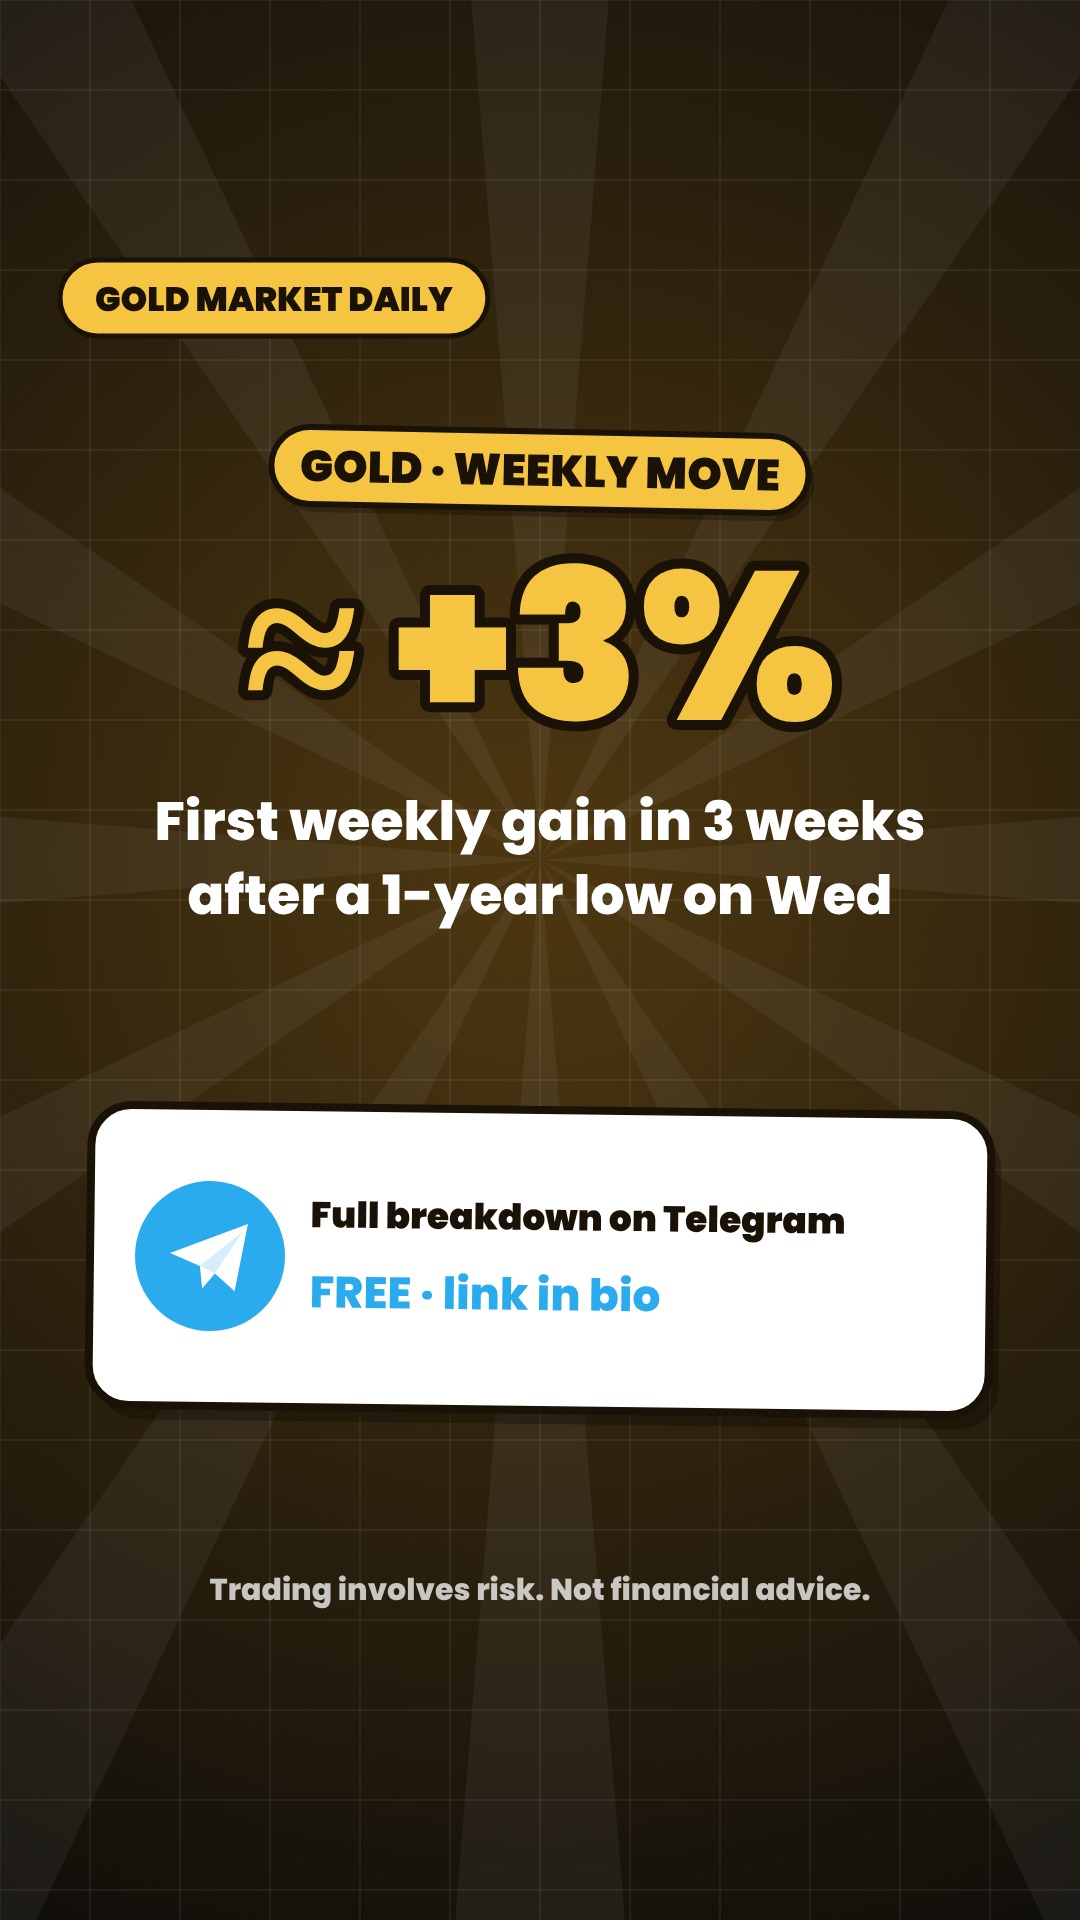 GOLD MARKET DAILY
GOLD · WEEKLY MOVE
≈ +3%
First weekly gain in 3 weeks
after a 1-year low on Wed
Full breakdown on Telegram
FREE · link in bio
Trading involves risk. Not financial advice.